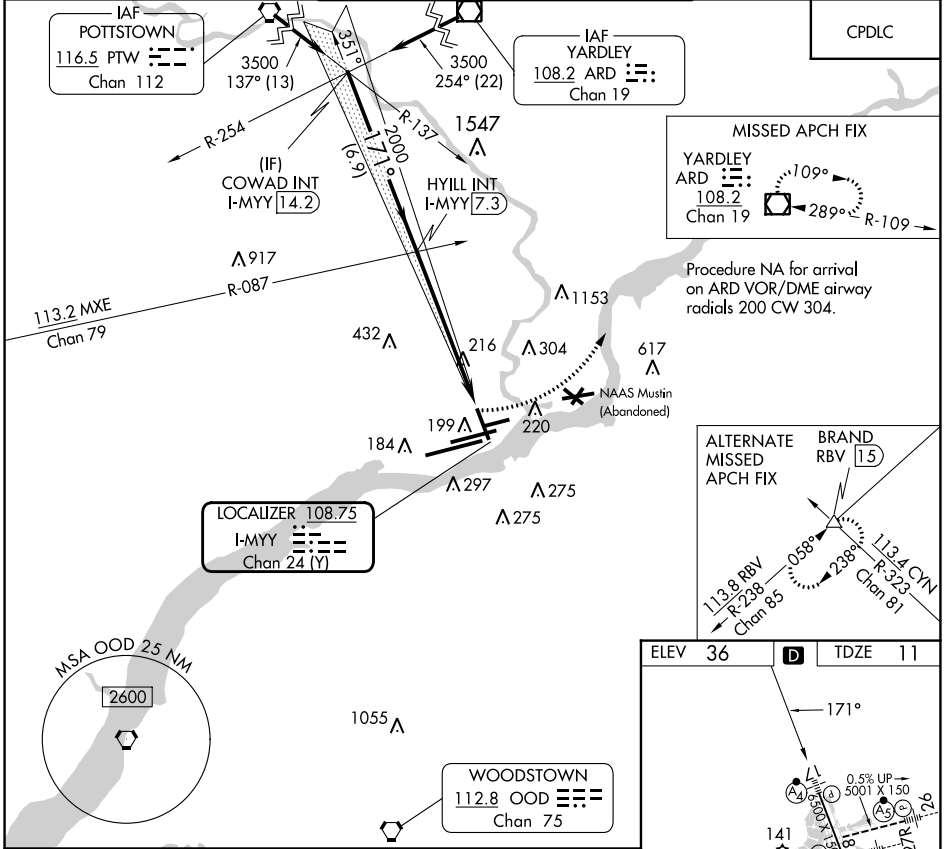 IAF
POTTSTOWN
116.5 PTW
Chan 112
3500
137° (13)
351°
3500
254° (22)
IAF
YARDLEY
108.2 ARD
Chan 19
CPDLC
R-254
R-137
1547
2000
171°
(6.9)
(IF)
COWAD INT
I-MYY 14.2
HYILL INT
I-MYY 7.3
MISSED APCH FIX
YARDLEY
ARD
108.2
Chan 19
109°
289°
R-109
917
R-087
113.2 MXE
Chan 79
Procedure NA for arrival
on ARD VOR/DME airway
radials 200 CW 304.
1153
432
216
304
617
NAAS Mustin
(Abandoned)
199
220
184
297
275
275
LOCALIZER 108.75
I-MYY
Chan 24 (Y)
ALTERNATE
MISSED
APCH FIX
BRAND
RBV 15
058°
238°
113.8 RBV
R-238
Chan 85
113.4 CYN
R-323
Chan 81
MSA OOD 25 NM
2600
1055
WOODSTOWN
112.8 OOD
Chan 75
ELEV 36
D
TDZE 11
171°
17
A4
P
0.5% UP
5001 X 150
A5
P
26
6500 X 150
141
8